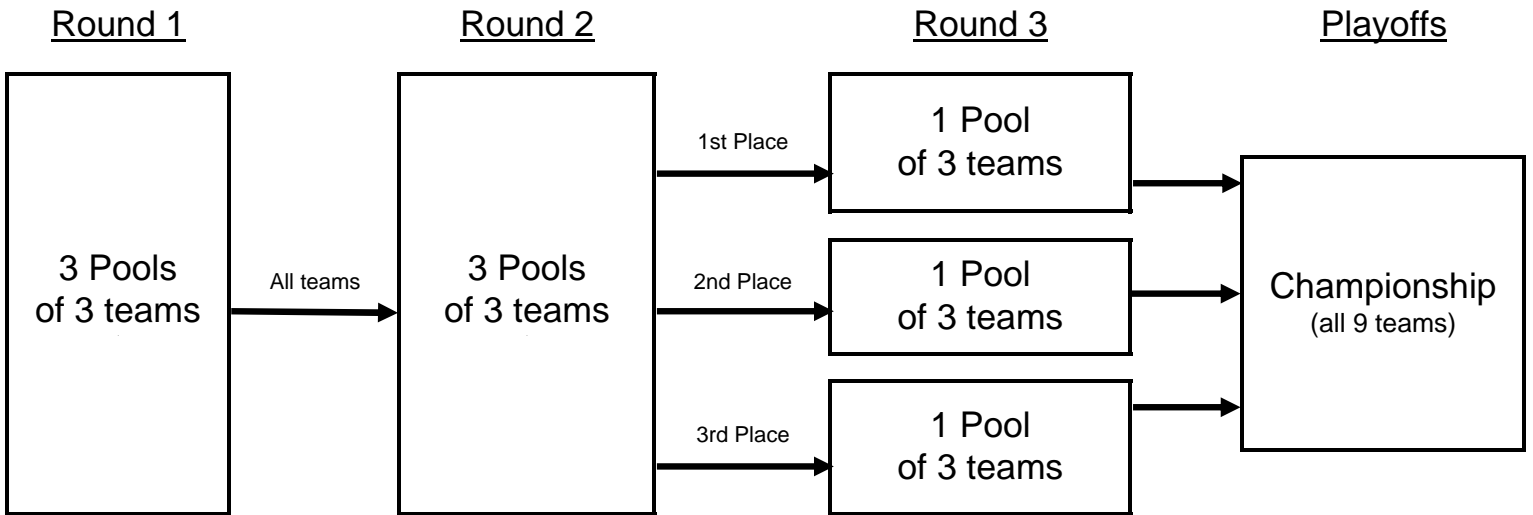 Round 1
Round 2
Round 3
Playoffs
3 Pools
of 3 teams
All teams
3 Pools
of 3 teams
1st Place
2nd Place
3rd Place
1 Pool
of 3 teams
1 Pool
of 3 teams
1 Pool
of 3 teams
Championship
(all 9 teams)